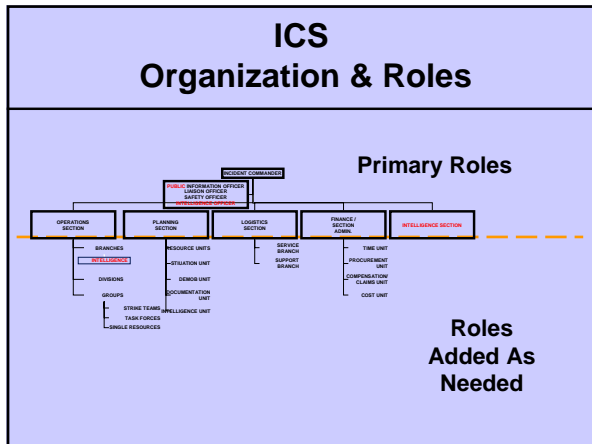 ICS
Organization & Roles
INCIDENT COMMANDER
Primary Roles
PUBLIC INFORMATION OFFICER
LIAISON OFFICER
SAFETY OFFICER
INTELLIGENCE OFFICER
OPERATIONS
SECTION
PLANNING
SECTION
LOGISTICS
SECTION
FINANCE /
SECTION
ADMIN.
INTELLIGENCE SECTION
BRANCHES
INTELLIGENCE
DIVISIONS
GROUPS
STRIKE TEAMS
TASK FORCES
SINGLE RESOURCES
RESOURCE UNITS
STIUATION UNIT
DEMOB UNIT
DOCUMENTATION
UNIT
INTELLIGENCE UNIT
SERVICE
BRANCH
SUPPORT
BRANCH
TIME UNIT
PROCUREMENT
UNIT
COMPENSATION/
CLAIMS UNIT
COST UNIT
Roles
Added As
Needed